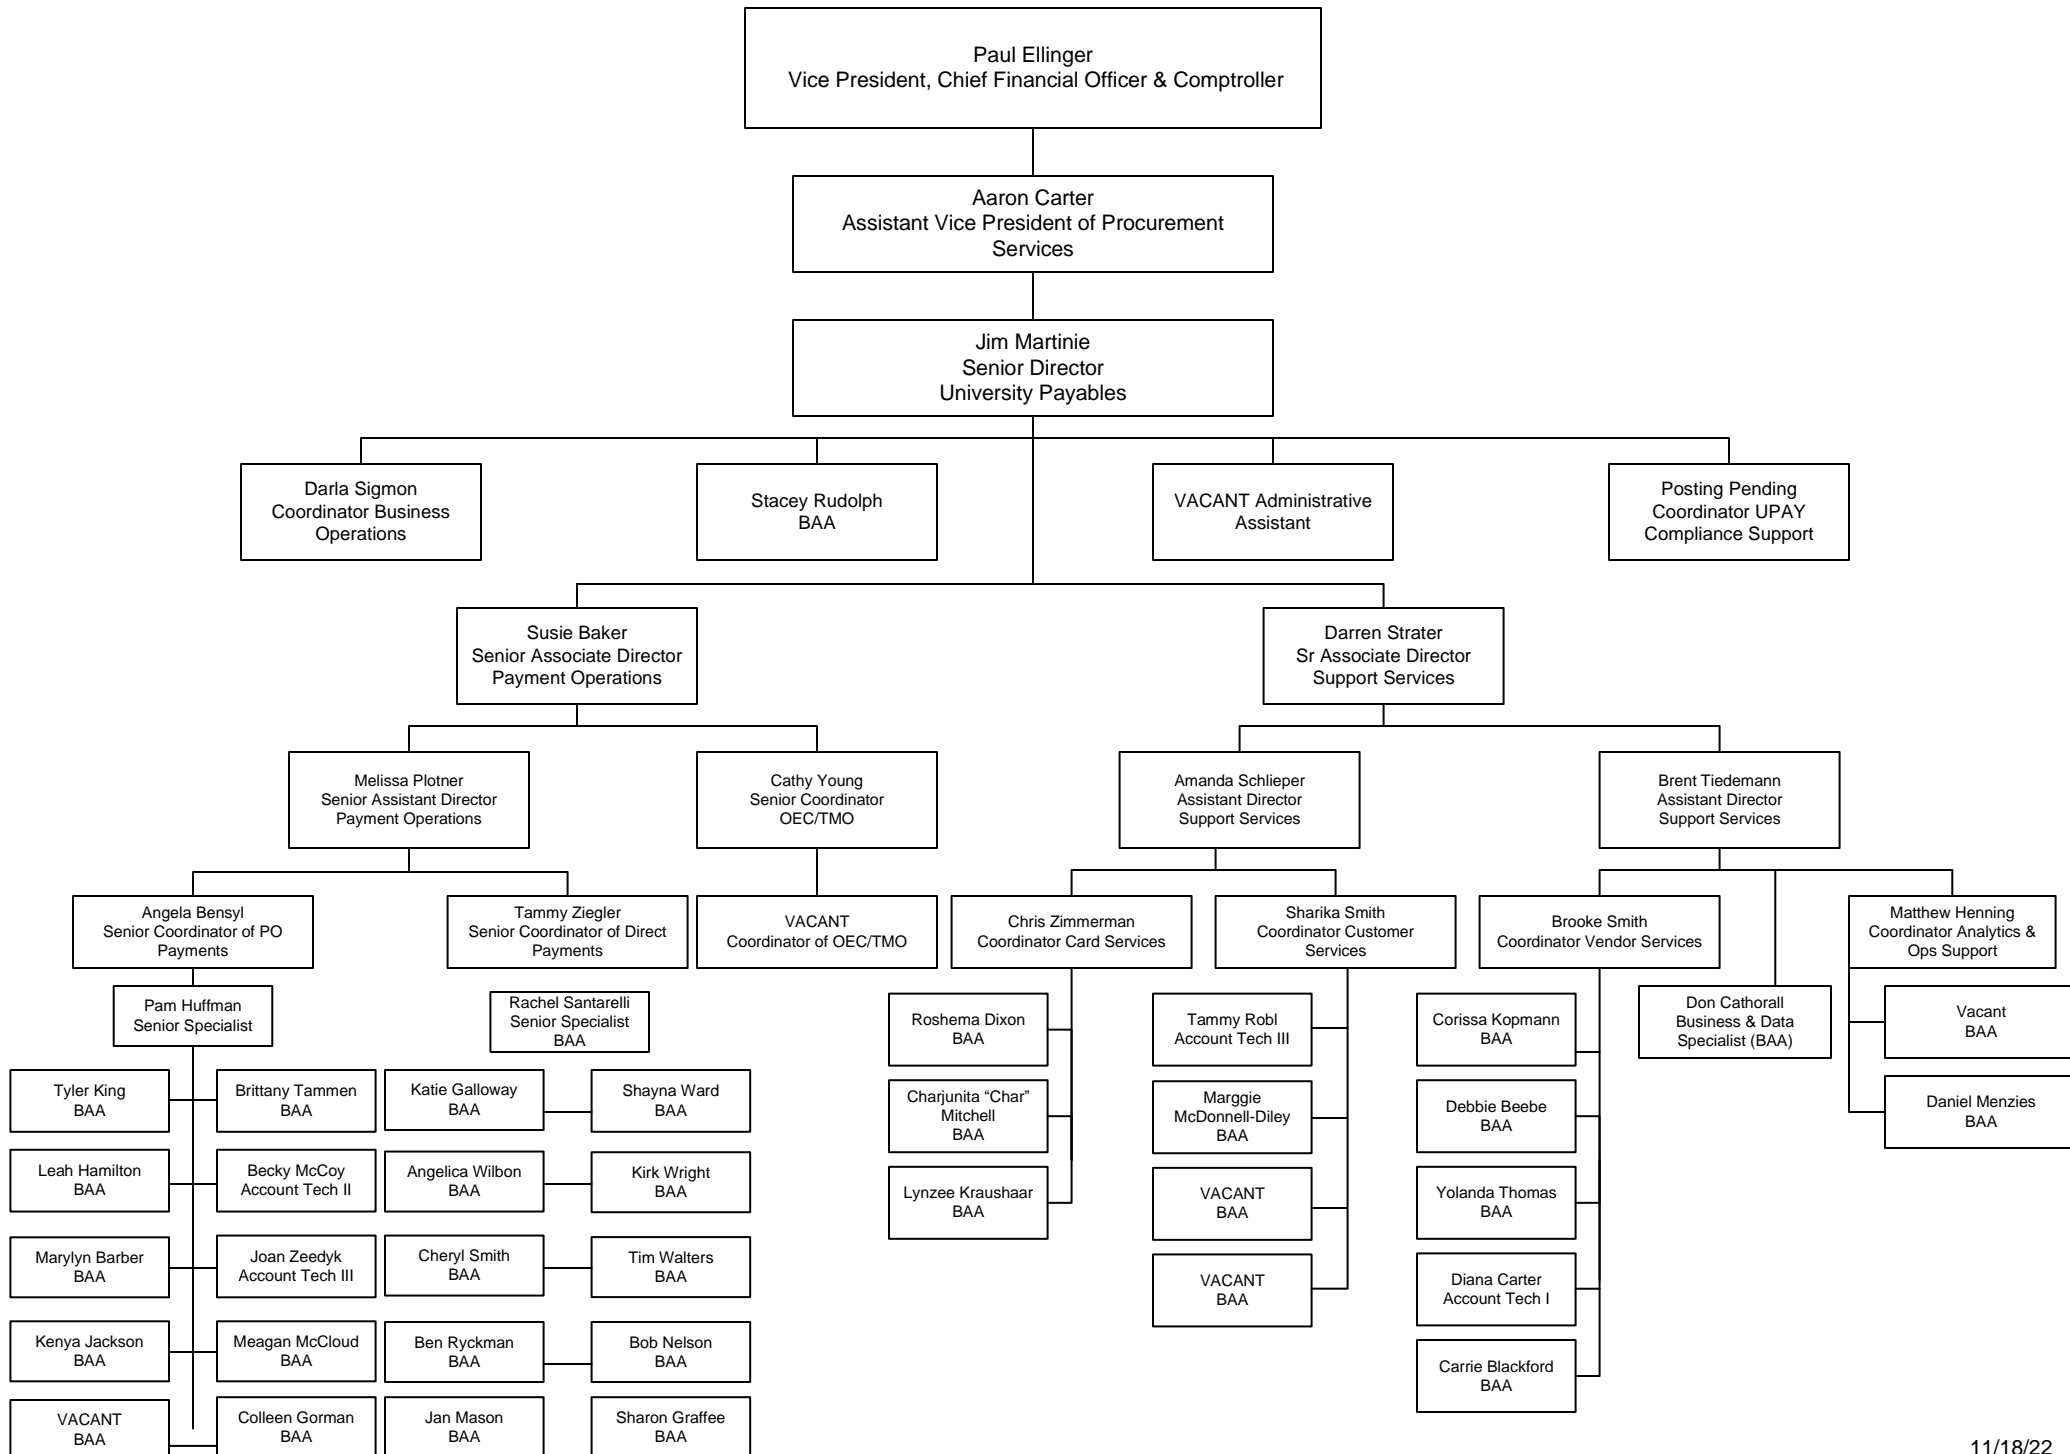 Paul Ellinger
Vice President, Chief Financial Officer & Comptroller
Aaron Carter
Assistant Vice President of Procurement
Services
Jim Martinie
Senior Director
University Payables
Darla Sigmon
Coordinator Business
Operations
Stacey Rudolph
BAA
VACANT Administrative
Assistant
Posting Pending
Coordinator UPAY
Compliance Support
Susie Baker
Senior Associate Director
Payment Operations
Darren Strater
Sr Associate Director
Support Services
Melissa Plotner
Senior Assistant Director
Payment Operations
Cathy Young
Senior Coordinator
OEC/TMO
Amanda Schlieper
Assistant Director
Support Services
Brent Tiedemann
Assistant Director
Support Services
Angela Bensyl
Senior Coordinator of PO
Payments
Tammy Ziegler
Senior Coordinator of Direct
Payments
VACANT
Coordinator of OEC/TMO
Chris Zimmerman
Coordinator Card Services
Sharika Smith
Coordinator Customer
Services
Brooke Smith
Coordinator Vendor Services
Matthew Henning
Coordinator Analytics &
Ops Support
Pam Huffman
Senior Specialist
Rachel Santarelli
Senior Specialist
BAA
Roshema Dixon
BAA
Tammy Robl
Account Tech III
Corissa Kopmann
BAA
Don Cathorall
Business & Data
Specialist (BAA)
Vacant
BAA
Tyler King
BAA
Brittany Tammen
BAA
Katie Galloway
BAA
Shayna Ward
BAA
Charjunita “Char”
Mitchell
BAA
Marggie
McDonnell-Diley
BAA
Debbie Beebe
BAA
Daniel Menzies
BAA
Leah Hamilton
BAA
Becky McCoy
Account Tech II
Angelica Wilbon
BAA
Kirk Wright
BAA
Lynzee Kraushaar
BAA
VACANT
BAA
Yolanda Thomas
BAA
Marylyn Barber
BAA
Joan Zeedyk
Account Tech III
Cheryl Smith
BAA
Tim Walters
BAA
VACANT
BAA
Diana Carter
Account Tech I
Kenya Jackson
BAA
Meagan McCloud
BAA
Ben Ryckman
BAA
Bob Nelson
BAA
Carrie Blackford
BAA
VACANT
BAA
Colleen Gorman
BAA
Jan Mason
BAA
Sharon Graffee
BAA
11/18/22